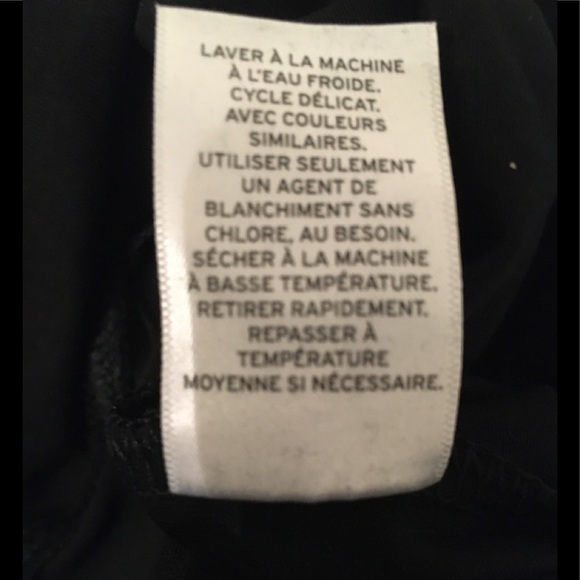 LAVER À LA MACHINE
À L'EAU FROIDE.
CYCLE DÉLICAT.
AVEC COULEURS
SIMILAIRES.
UTILISER SEULEMENT
UN AGENT DE
BLANCHIMENT SANS
CHLORE, AU BESOIN.
SÉCHER À LA MACHINE
À BASSE TEMPÉRATURE.
RETIRER RAPIDEMENT.
REPASSER À
TEMPÉRATURE
MOYENNE SI NÉCESSAIRE.